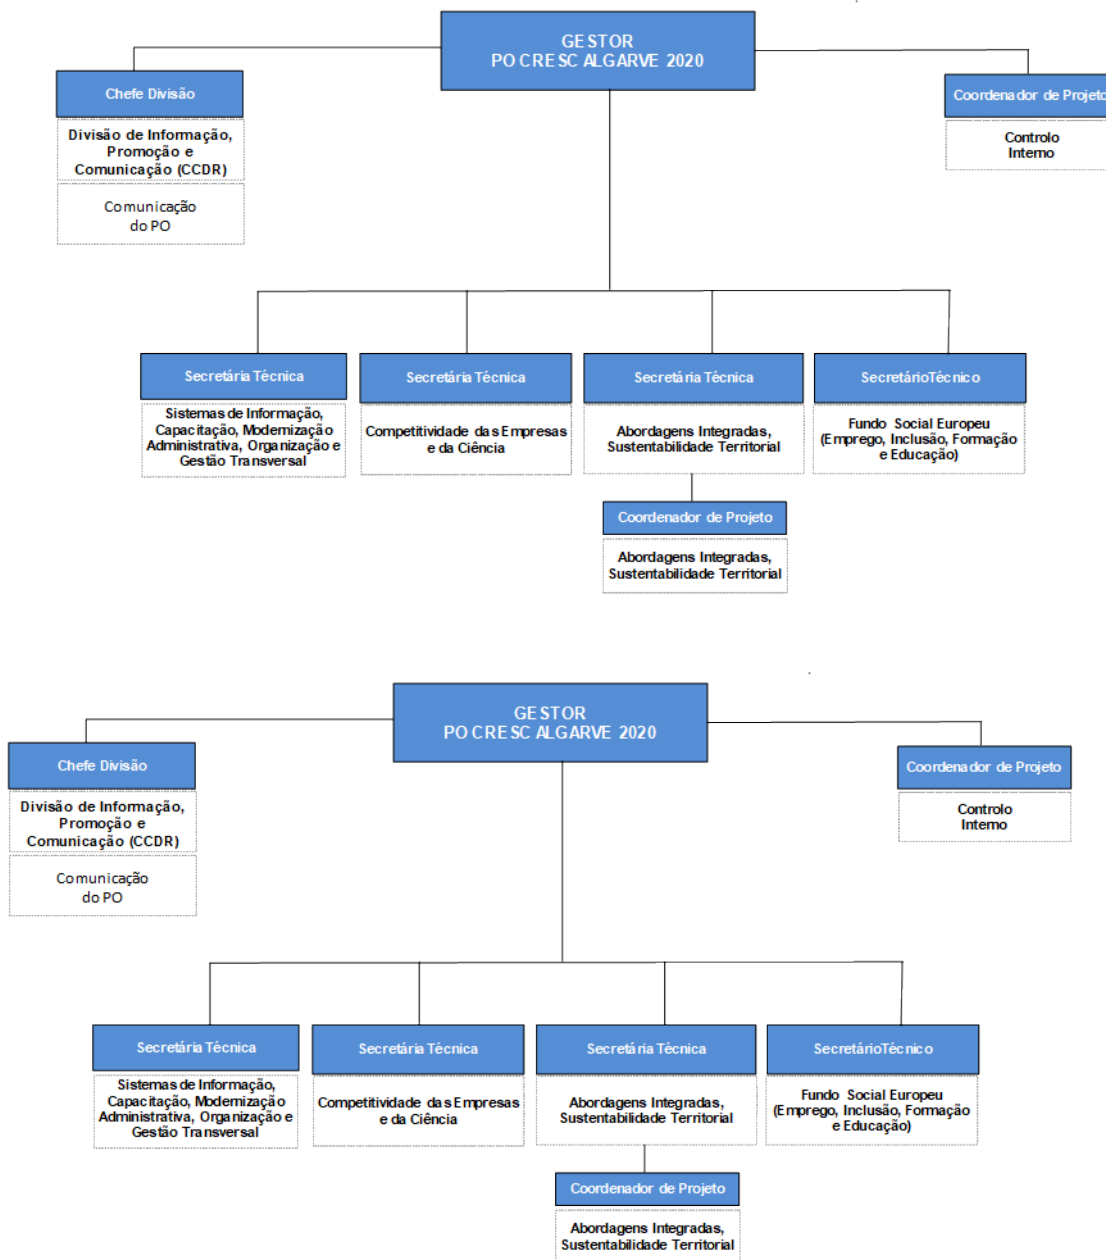 GESTOR
PO CRESC ALGARVE 2020
Chefe Divisão
Divisão de Informação,
Promoção e
Comunicação (CCDR)
Comunicação
do PO
Coordenador de Projeto
Controlo
Interno
Secretária Técnica
Sistemas de Informação,
Capacitação, Modernização
Administrativa, Organização e
Gestão Transversal
Secretária Técnica
Competitividade das Empresas
e da Ciência
Secretária Técnica
Abordagens Integradas,
Sustentabilidade Territorial
SecretárioTécnico
Fundo Social Europeu
(Emprego, Inclusão, Formação
e Educação)
Coordenador de Projeto
Abordagens Integradas,
Sustentabilidade Territorial
GESTOR
PO CRESC ALGARVE 2020
Chefe Divisão
Divisão de Informação,
Promoção e
Comunicação (CCDR)
Comunicação
do PO
Coordenador de Projeto
Controlo
Interno
Secretária Técnica
Sistemas de Informação,
Capacitação, Modernização
Administrativa, Organização e
Gestão Transversal
Secretária Técnica
Competitividade das Empresas
e da Ciência
Secretária Técnica
Abordagens Integradas,
Sustentabilidade Territorial
SecretárioTécnico
Fundo Social Europeu
(Emprego, Inclusão, Formação
e Educação)
Coordenador de Projeto
Abordagens Integradas,
Sustentabilidade Territorial